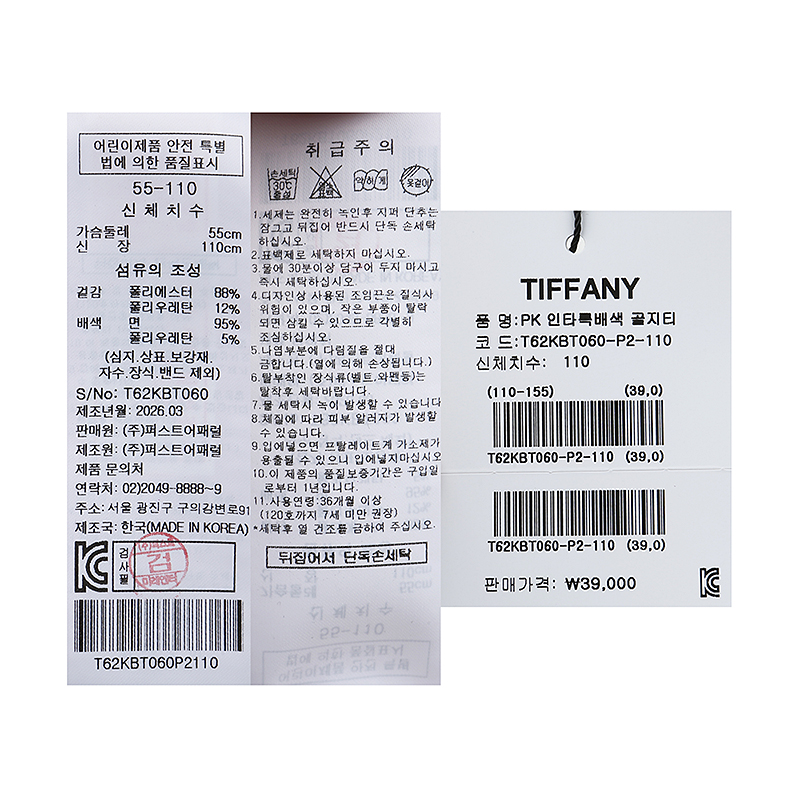 어린이제품 안전 특별
법에 의한 품질표시
55-110
신체치수
가슴둘레 55cm
신 장 110cm
섬유의 조성
겉감 폴리에스터 88%
폴리우레탄 12%
배색 면 95%
폴리우레탄 5%
(심지.상표.보강재.
자수.장식.밴드 제외)
S/No: T62KBT060
제조년월: 2026.03
판매원: (주)퍼스트어패럴
제조원: (주)퍼스트어패럴
제품 문의처
연락처: 02)2049-8888~9
주소: 서울 광진구 구의강변로91
제조국: 한국(MADE IN KOREA)
검
사
필
(주)퍼스트
검
T62KBT060P2110
취급주의
손세탁
30℃
중성
염소
표백
약하게
옷걸이
1.세제는 완전히 녹인후 지퍼 단추는
잠그고 뒤집어 반드시 단독 손세탁
하십시오.
2.표백제로 세탁하지 마십시오.
3.물에 30분이상 담구어 두지 마시고
즉시 세탁하십시오.
4.디자인상 사용된 조임끈은 질식사
위험이 있으며, 작은 부품이 탈락
되면 삼킬 수 있으므로 각별히
조심하십시오.
5.나염부분에 다림질을 절대
금합니다.(열에 의해 손상됩니다.)
6.탈부착인 장식류(벨트,와펜등)는
탈착후 세탁바랍니다.
7.물 세탁시 녹이 발생할 수 있습니다
8.체질에 따라 피부 알러지가 발생할
수 있습니다.
9.입에넣으면 프탈레이트계 가소제가
용출될 수 있으니 입에넣지마십시오
10.이 제품의 품질보증기간은 구입일
로부터 1년입니다.
11.사용연령:36개월 이상
(120호까지 7세 미만 권장)
*세탁후 열 건조를 금하여 주십시오.
뒤집어서 단독손세탁
TIFFANY
품 명:PK 인타룩배색 골지티
코 드:T62KBT060-P2-110
신체치수: 110
(110-155) (39,0)
T62KBT060-P2-110 (39,0)
T62KBT060-P2-110 (39,0)
판매가격: ₩39,000